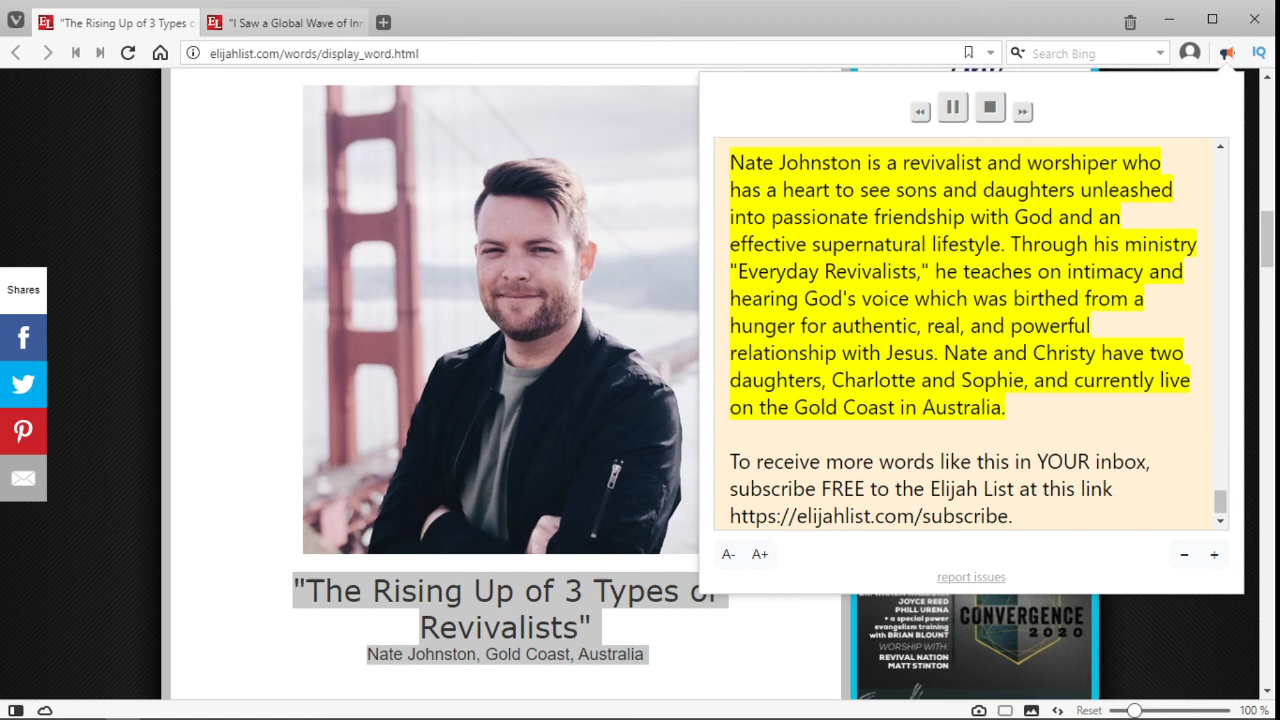 "The Rising Up of 3 Types o
"I Saw a Global Wave of Inn
elijahlist.com/words/display_word.html
Search Bing
IQ
Shares
Nate Johnston is a revivalist and worshiper who
has a heart to see sons and daughters unleashed
into passionate friendship with God and an
effective supernatural lifestyle. Through his ministry
"Everyday Revivalists," he teaches on intimacy and
hearing God's voice which was birthed from a
hunger for authentic, real, and powerful
relationship with Jesus. Nate and Christy have two
daughters, Charlotte and Sophie, and currently live
on the Gold Coast in Australia.
To receive more words like this in YOUR inbox,
subscribe FREE to the Elijah List at this link
https://elijahlist.com/subscribe.
A- A+ - +
report issues
"The Rising Up of 3 Types of
Revivalists"
Nate Johnston, Gold Coast, Australia
JOYCE REED
PHILL URENA
+ a special power
evangelism training
with BRIAN BLOUNT
WORSHIP WITH
REVIVAL NATION
MATT STINTON
CONVERGENCE
2020
Reset 100 %